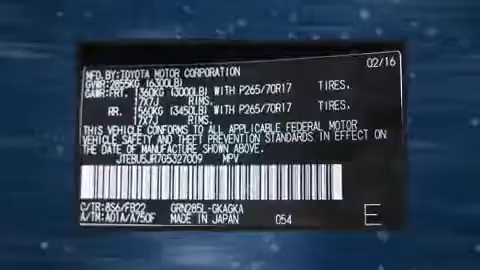 02/16
MFD.BY:TOYOTA MOTOR CORPORATION
GVWR:2855KG(6300LB)
GAWR:FRT. 1360KG(3000LB) WITH P265/70R17 TIRES.
17X7J RIMS.
RR. 1560KG(3450LB) WITH P265/70R17 TIRES.
17X7J RIMS.
THIS VEHICLE CONFORMS TO ALL APPLICABLE FEDERAL MOTOR
VEHICLE SAFETY AND THEFT PREVENTION STANDARDS IN EFFECT ON
THE DATE OF MANUFACTURE SHOWN ABOVE.
JTEBU5JR7G5327009 MPV
C/TR:8S6/FB22 GRN285L-GKAGKA
A/TM:A01A/A750F MADE IN JAPAN 054 E